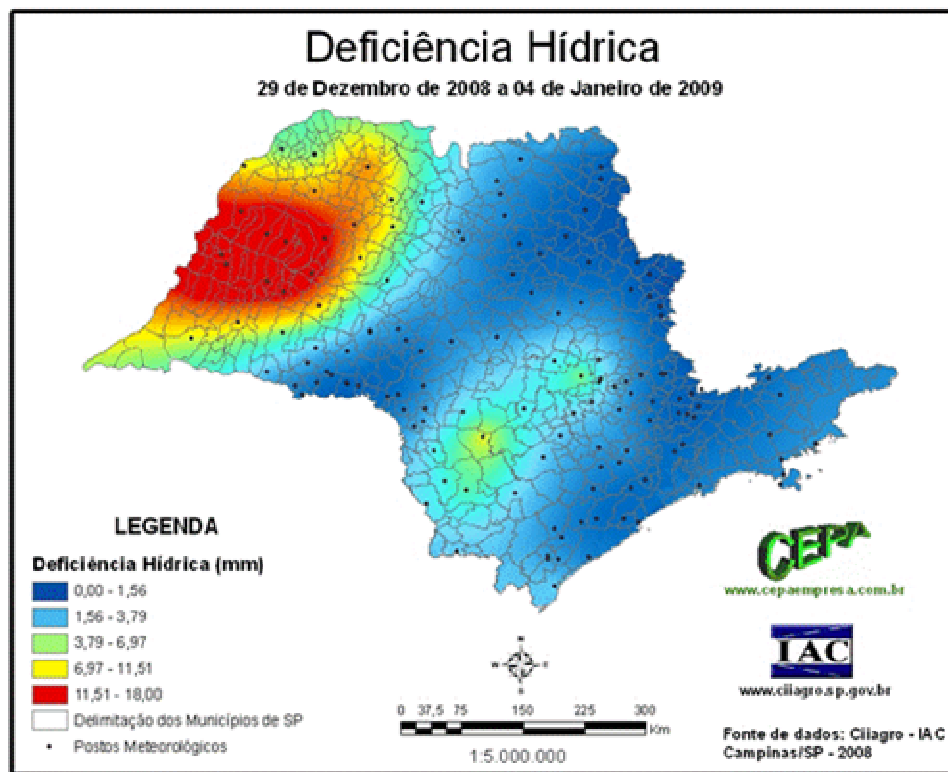 Deficiência Hídrica
29 de Dezembro de 2008 a 04 de Janeiro de 2009
LEGENDA
Deficiência Hídrica (mm)
0,00 - 1,56
1,56 - 3,79
3,79 - 6,97
6,97 - 11,51
11,51 - 18,00
Delimitação dos Municípios de SP
Postos Meteorológicos
N
W E
S
0 37,5 75 150 225 300
Km
1:5.000.000
CEPA
www.cepaempresa.com.br
IAC
www.ciiagro.sp.gov.br
Fonte de dados: Ciiagro - IAC
Campinas/SP - 2008